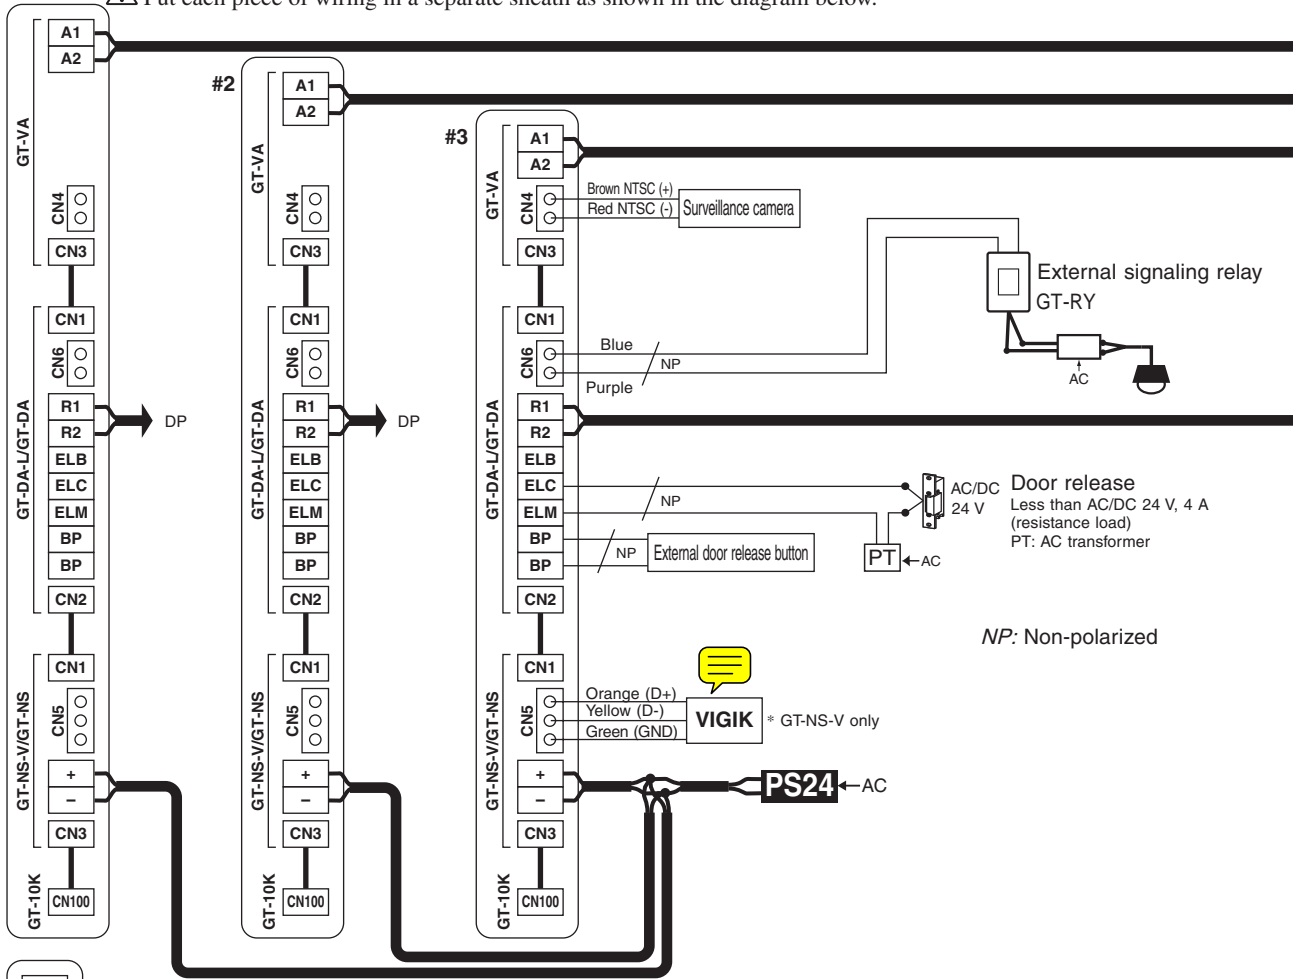 Put each piece of wiring in a separate sheath as shown in the diagram below.
A1
A2
GT-VA
CN4
CN3
CN1
CN6
GT-DA-L/GT-DA
R1
R2
DP
ELB
ELC
ELM
BP
BP
CN2
CN1
GT-NS-V/GT-NS
CN5
+
–
CN3
GT-10K
CN100
#2
A1
A2
GT-VA
CN4
CN3
CN1
CN6
GT-DA-L/GT-DA
R1
R2
DP
ELB
ELC
ELM
BP
BP
CN2
CN1
GT-NS-V/GT-NS
CN5
+
–
CN3
GT-10K
CN100
#3
A1
A2
GT-VA
CN4
Brown NTSC (+)
Red NTSC (-)
Surveillance camera
CN3
External signaling relay
GT-RY
AC
CN1
CN6
Blue
NP
Purple
GT-DA-L/GT-DA
R1
R2
ELB
ELC
ELM
NP
AC/DC
24 V
Door release
Less than AC/DC 24 V, 4 A
(resistance load)
PT: AC transformer
PT
AC
BP
BP
NP
External door release button
CN2
NP: Non-polarized
CN1
GT-NS-V/GT-NS
CN5
Orange (D+)
Yellow (D-)
Green (GND)
VIGIK
* GT-NS-V only
+
–
PS24
AC
CN3
GT-10K
CN100